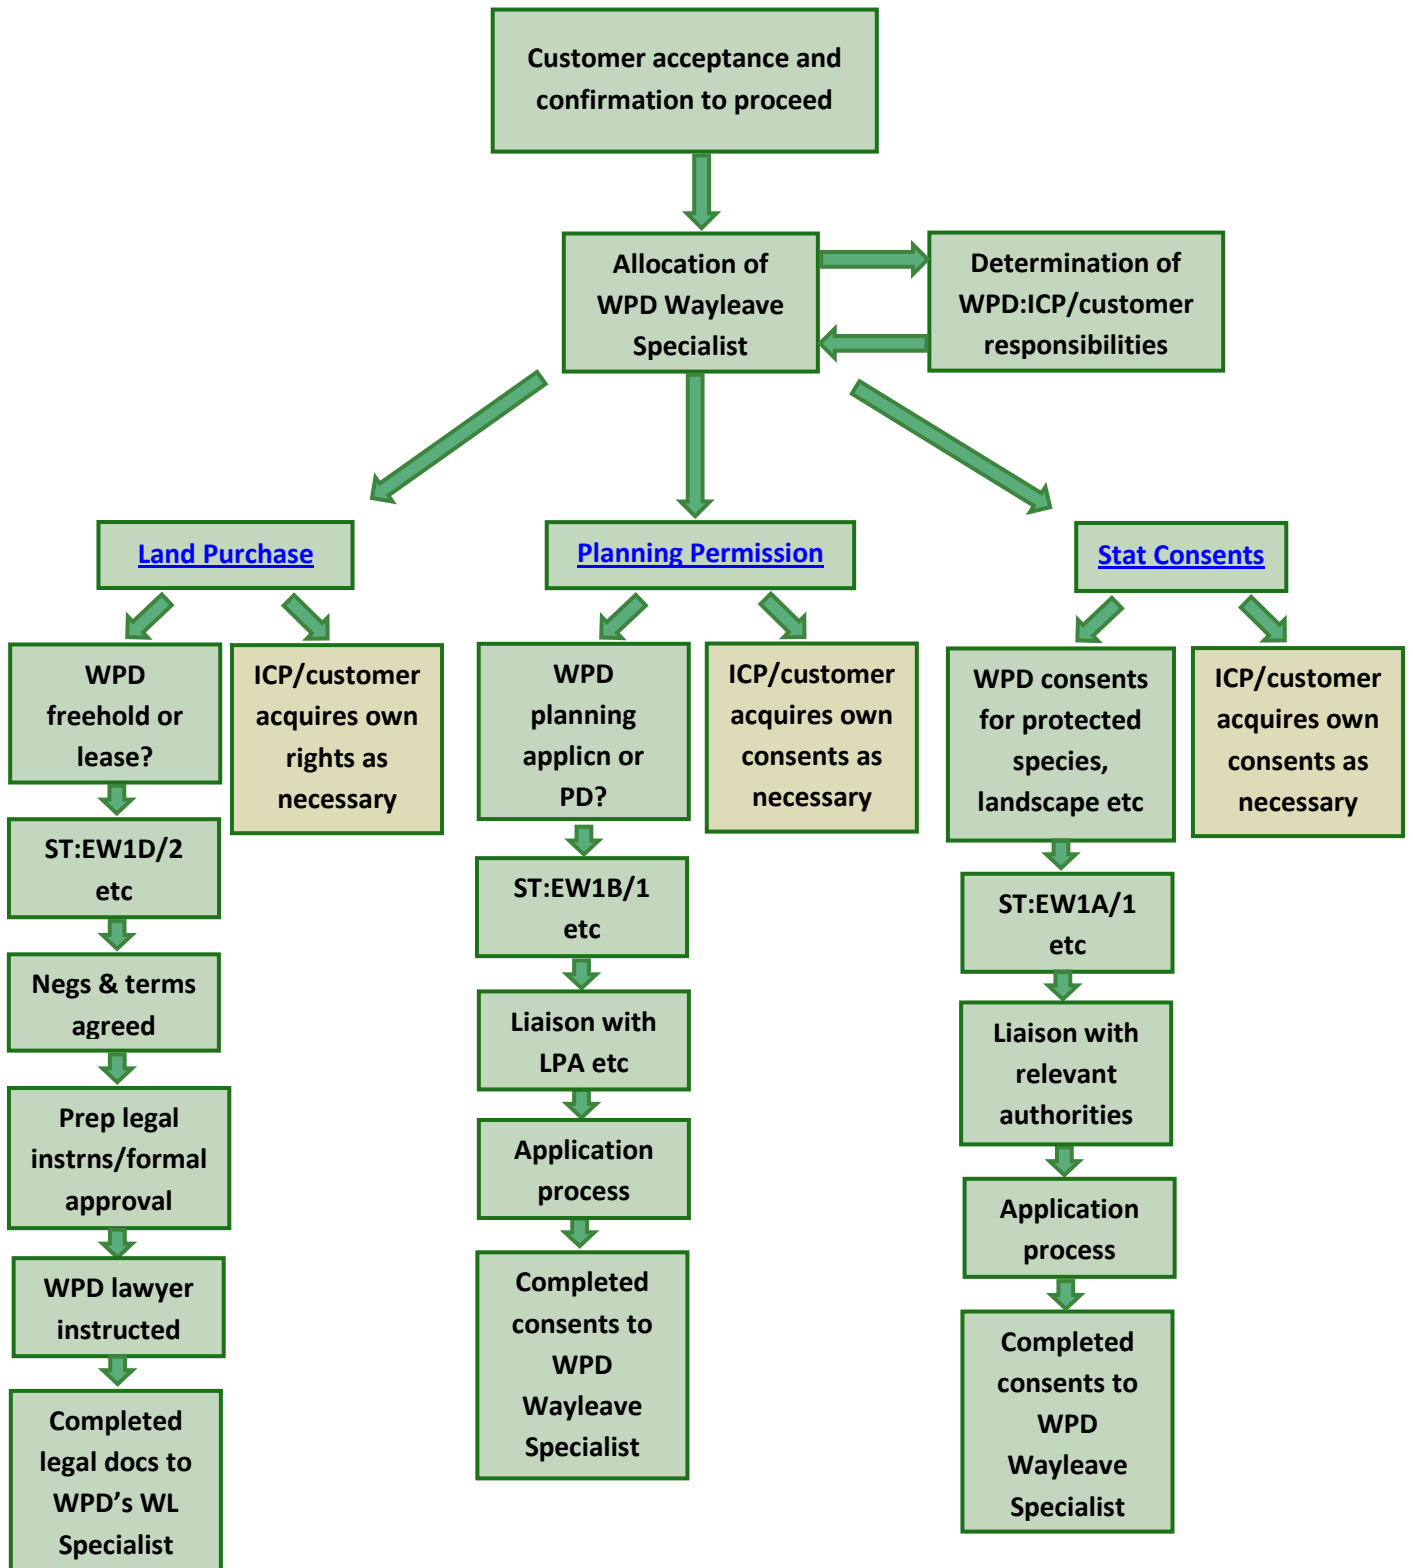 Customer acceptance and
confirmation to proceed
Allocation of
WPD Wayleave
Specialist
Determination of
WPD:ICP/customer
responsibilities
Land Purchase
WPD
freehold or
lease?
ICP/customer
acquires own
rights as
necessary
ST:EW1D/2
etc
Negs & terms
agreed
Prep legal
instrns/formal
approval
WPD lawyer
instructed
Completed
legal docs to
WPD’s WL
Specialist
Planning Permission
WPD
planning
applicn or
PD?
ICP/customer
acquires own
consents as
necessary
ST:EW1B/1
etc
Liaison with
LPA etc
Application
process
Completed
consents to
WPD
Wayleave
Specialist
Stat Consents
WPD consents
for protected
species,
landscape etc
ICP/customer
acquires own
consents as
necessary
ST:EW1A/1
etc
Liaison with
relevant
authorities
Application
process
Completed
consents to
WPD
Wayleave
Specialist